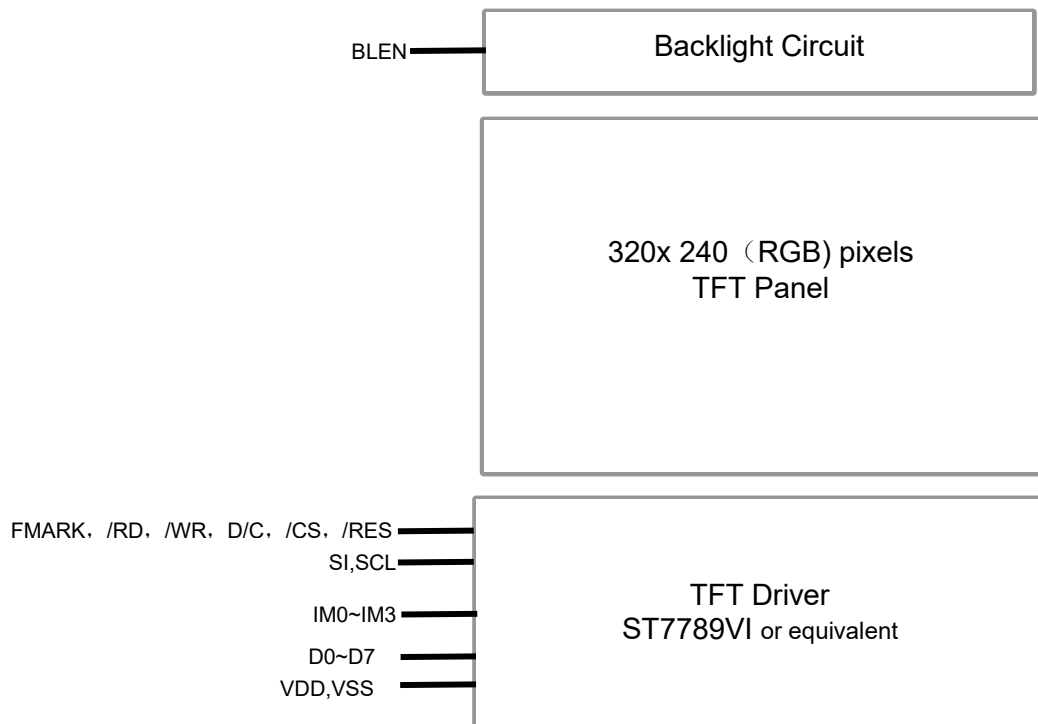 BLEN
Backlight Circuit
320x 240（RGB) pixels
TFT Panel
FMARK，/RD，/WR，D/C，/CS，/RES
SI,SCL
IM0~IM3
D0~D7
VDD,VSS
TFT Driver
ST7789VI or equivalent